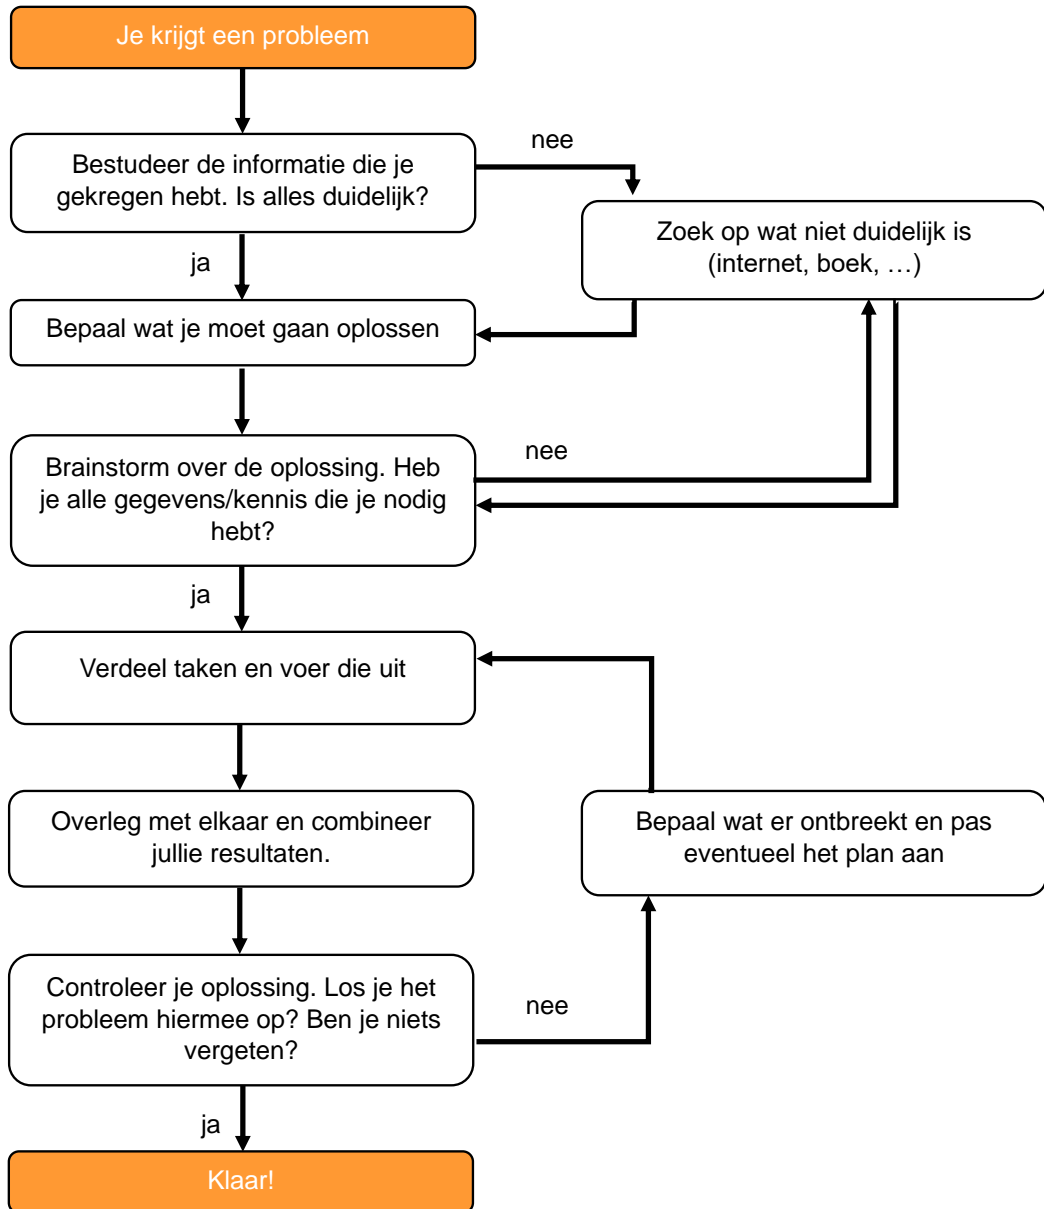 Je krijgt een probleem
nee
Bestudeer de informatie die je
gekregen hebt. Is alles duidelijk?
Zoek op wat niet duidelijk is
(internet, boek, …)
ja
Bepaal wat je moet gaan oplossen
nee
Brainstorm over de oplossing. Heb
je alle gegevens/kennis die je nodig
hebt?
ja
Verdeel taken en voer die uit
Overleg met elkaar en combineer
jullie resultaten.
Bepaal wat er ontbreekt en pas
eventueel het plan aan
Controleer je oplossing. Los je het
probleem hiermee op? Ben je niets
vergeten?
nee
ja
Klaar!